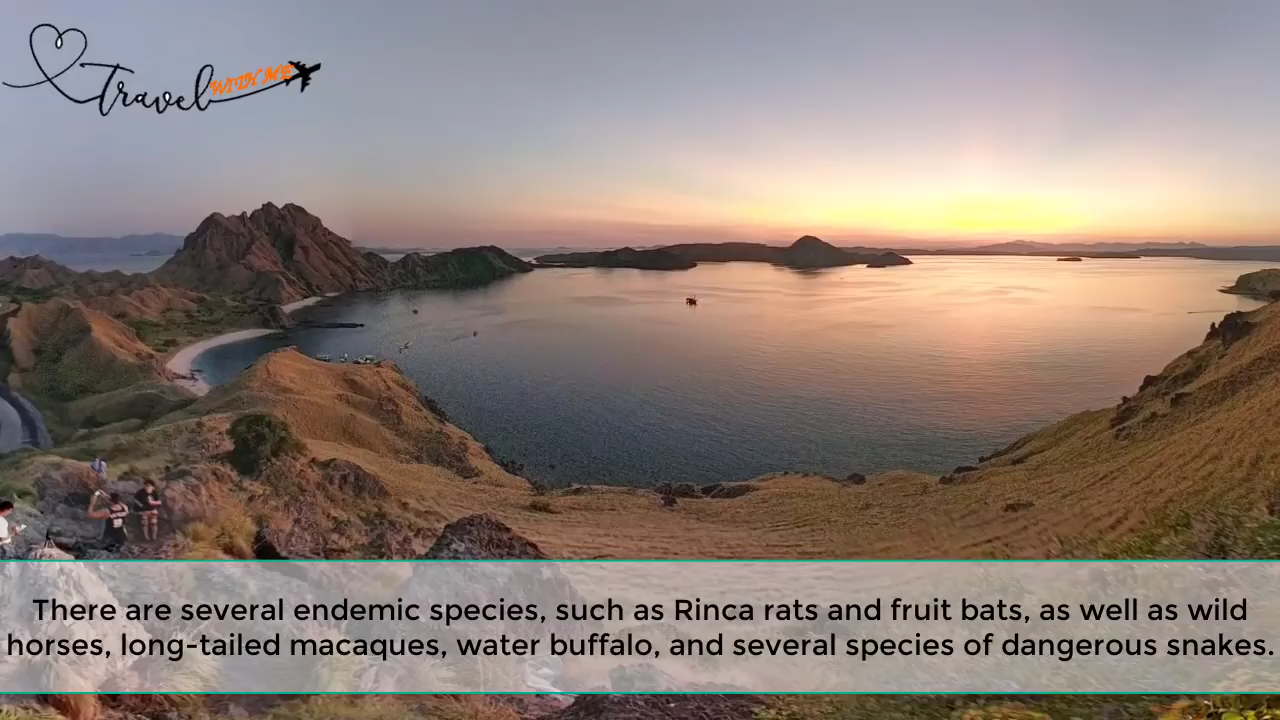 Travel WITH ME
There are several endemic species, such as Rinca rats and fruit bats, as well as wild
horses, long-tailed macaques, water buffalo, and several species of dangerous snakes.